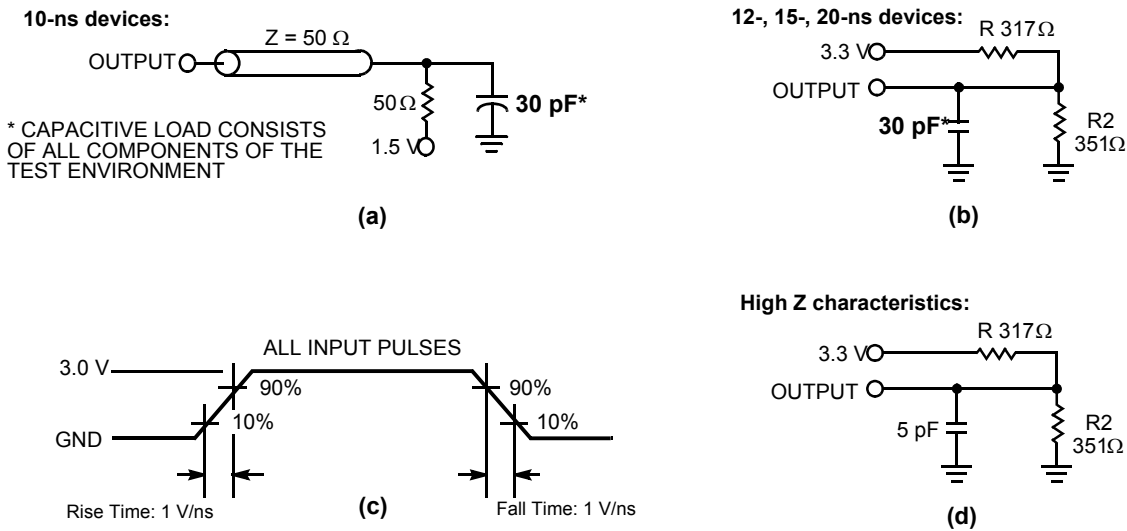 10-ns devices:
Z = 50 Ω
OUTPUT
50Ω
30 pF*
1.5 V
* CAPACITIVE LOAD CONSISTS
OF ALL COMPONENTS OF THE
TEST ENVIRONMENT
(a)
12-, 15-, 20-ns devices:
R 317Ω
3.3 V
OUTPUT
30 pF*
R2
351Ω
(b)
ALL INPUT PULSES
3.0 V
90%
90%
10%
10%
GND
Rise Time: 1 V/ns
(c)
Fall Time: 1 V/ns
High Z characteristics:
R 317Ω
3.3 V
OUTPUT
5 pF
R2
351Ω
(d)